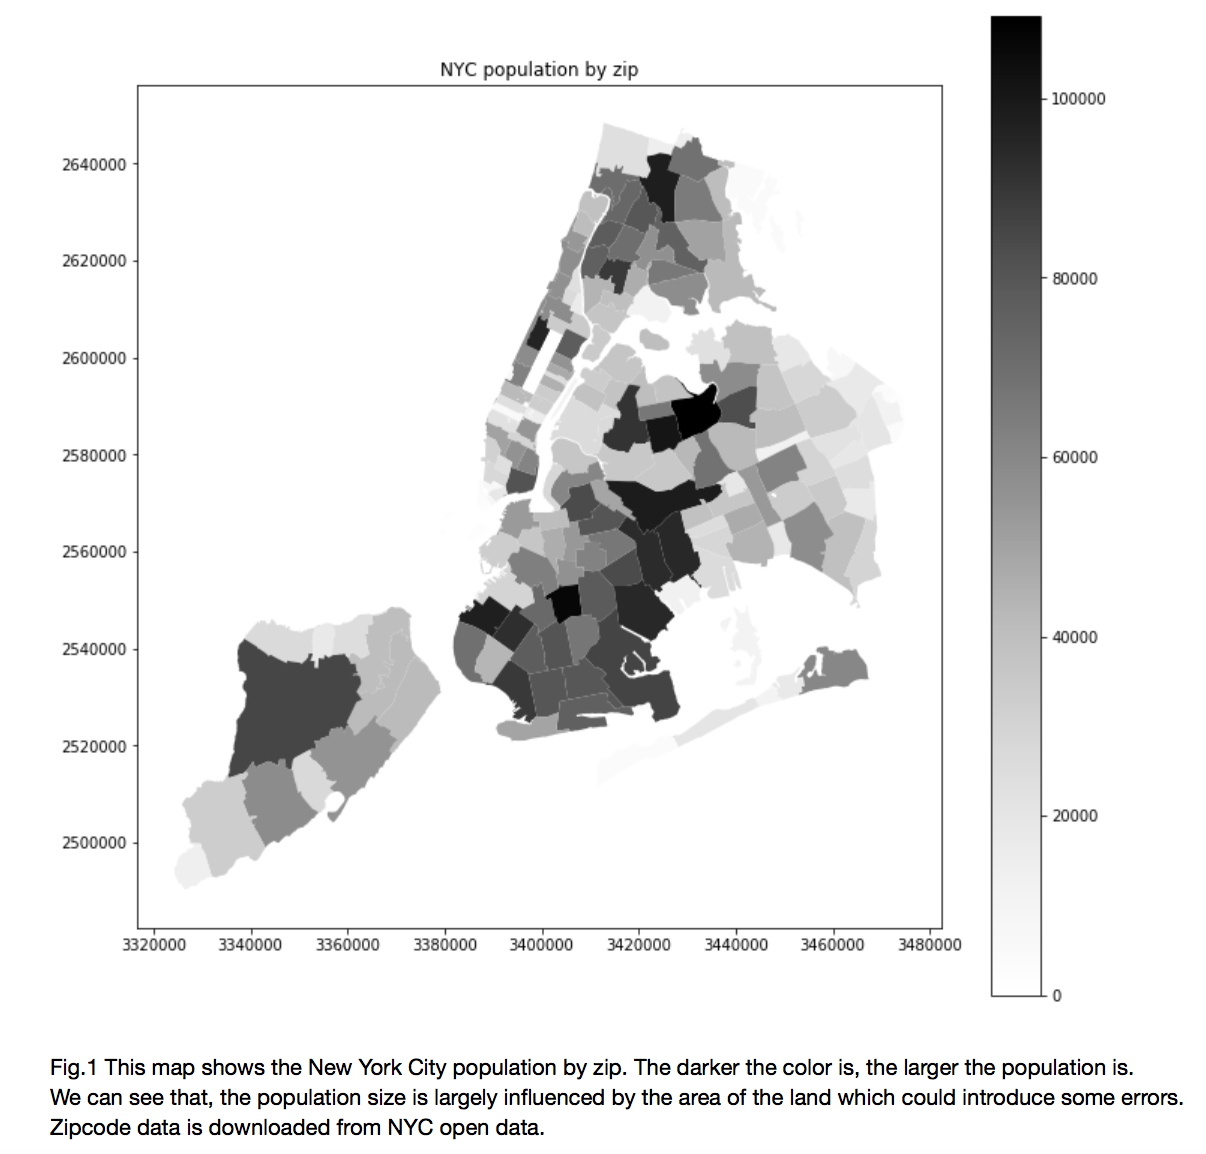 NYC population by zip
100000
80000
60000
40000
20000
0
2640000
2620000
2600000
2580000
2560000
2540000
2520000
2500000
3320000 3340000 3360000 3380000 3400000 3420000 3440000 3460000 3480000
Fig.1 This map shows the New York City population by zip. The darker the color is, the larger the population is.
We can see that, the population size is largely influenced by the area of the land which could introduce some errors.
Zipcode data is downloaded from NYC open data.